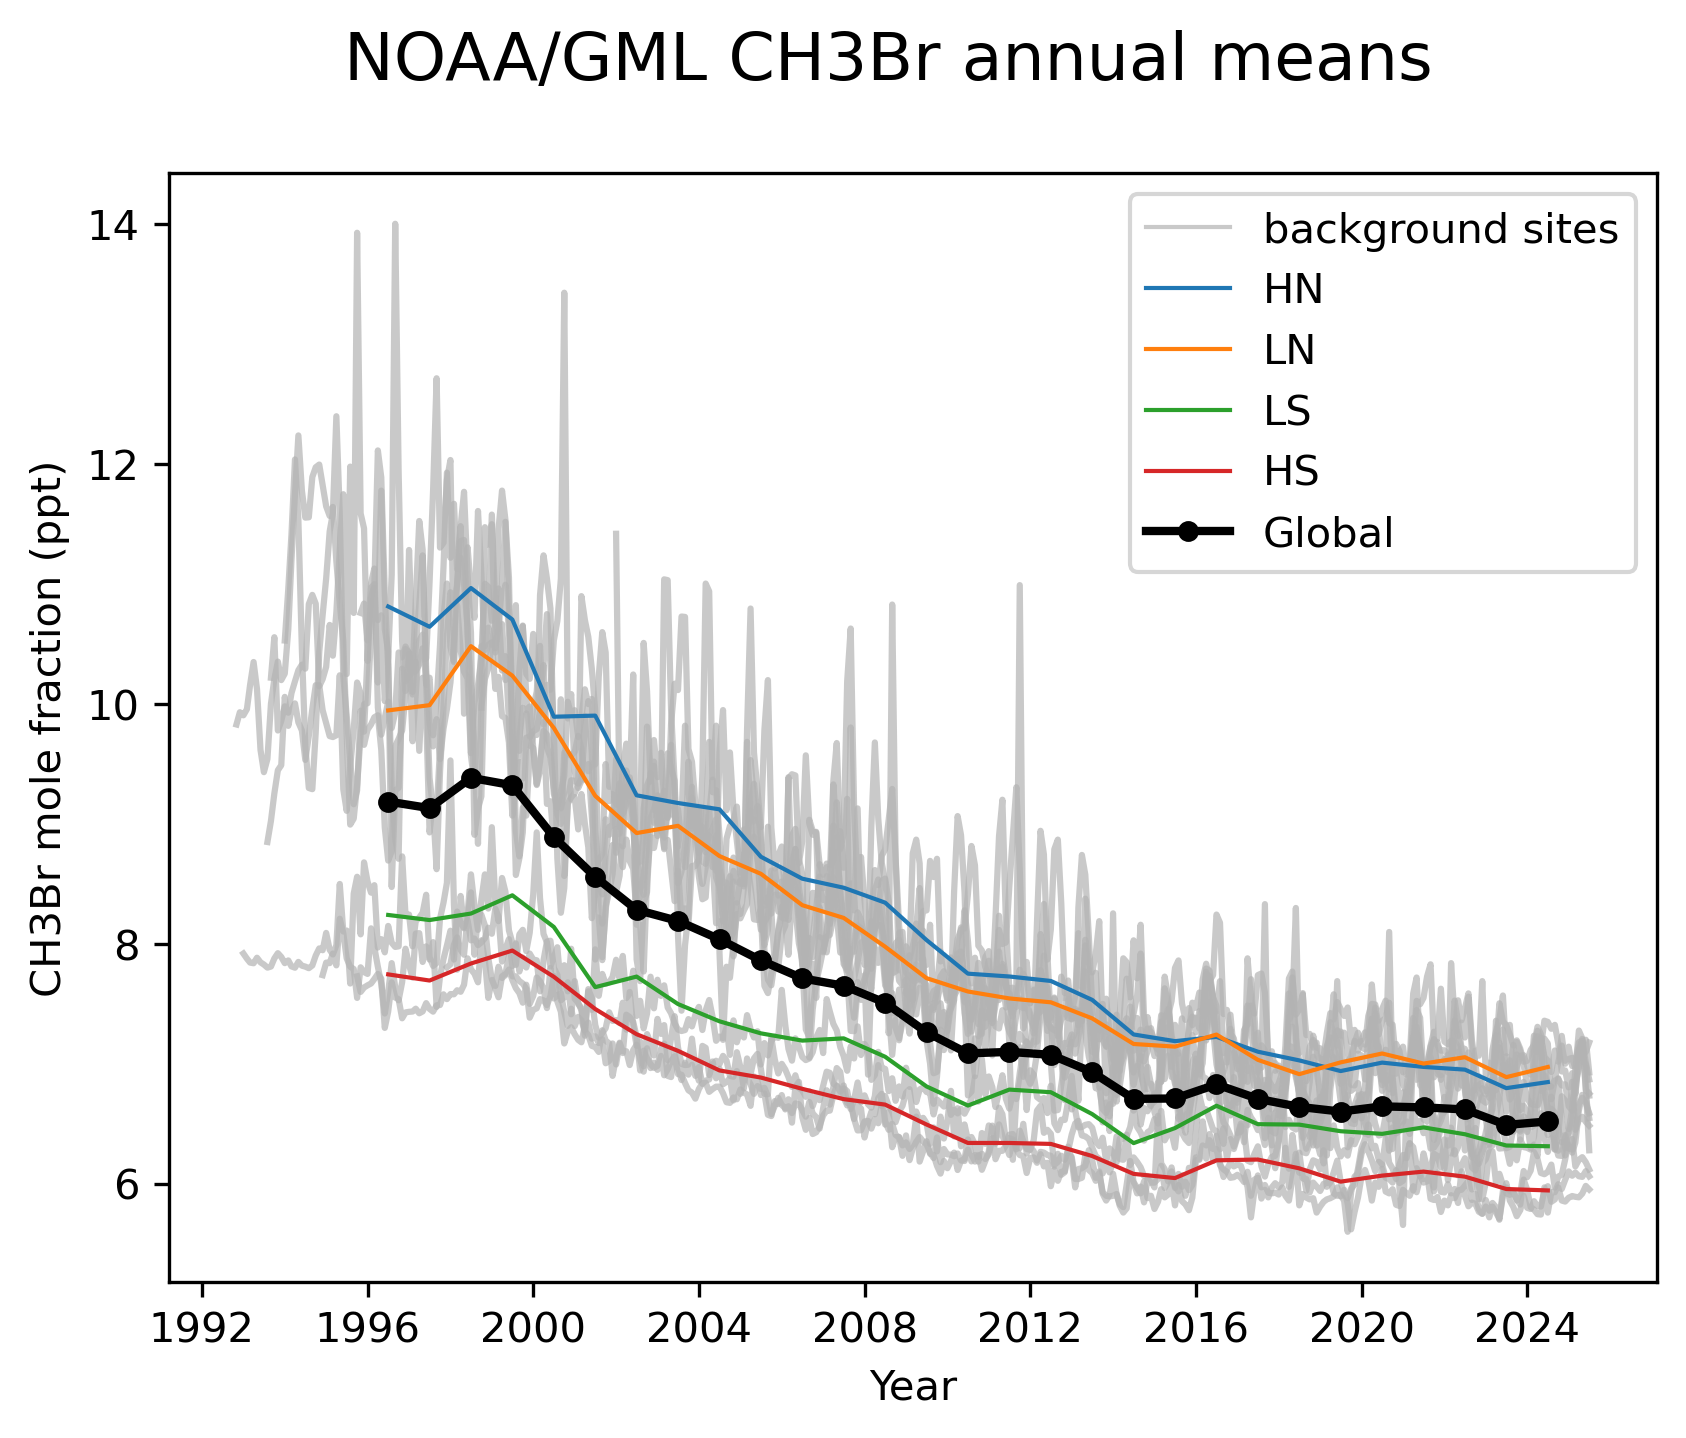 NOAA/GML CH3Br annual means
14
12
10
8
6
CH3Br mole fraction (ppt)
background sites
HN
LN
LS
HS
Global
1992 1996 2000 2004 2008 2012 2016 2020 2024
Year